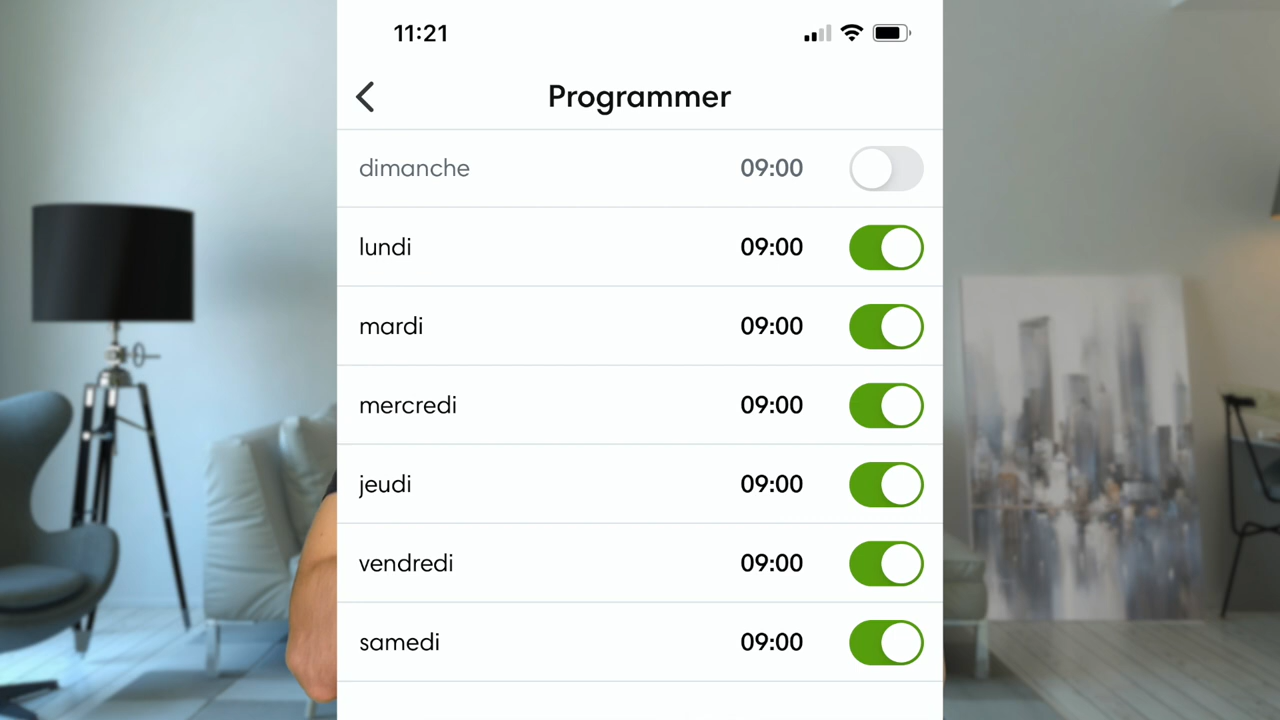 11:21
Programmer
dimanche 09:00
lundi 09:00
mardi 09:00
mercredi 09:00
jeudi 09:00
vendredi 09:00
samedi 09:00